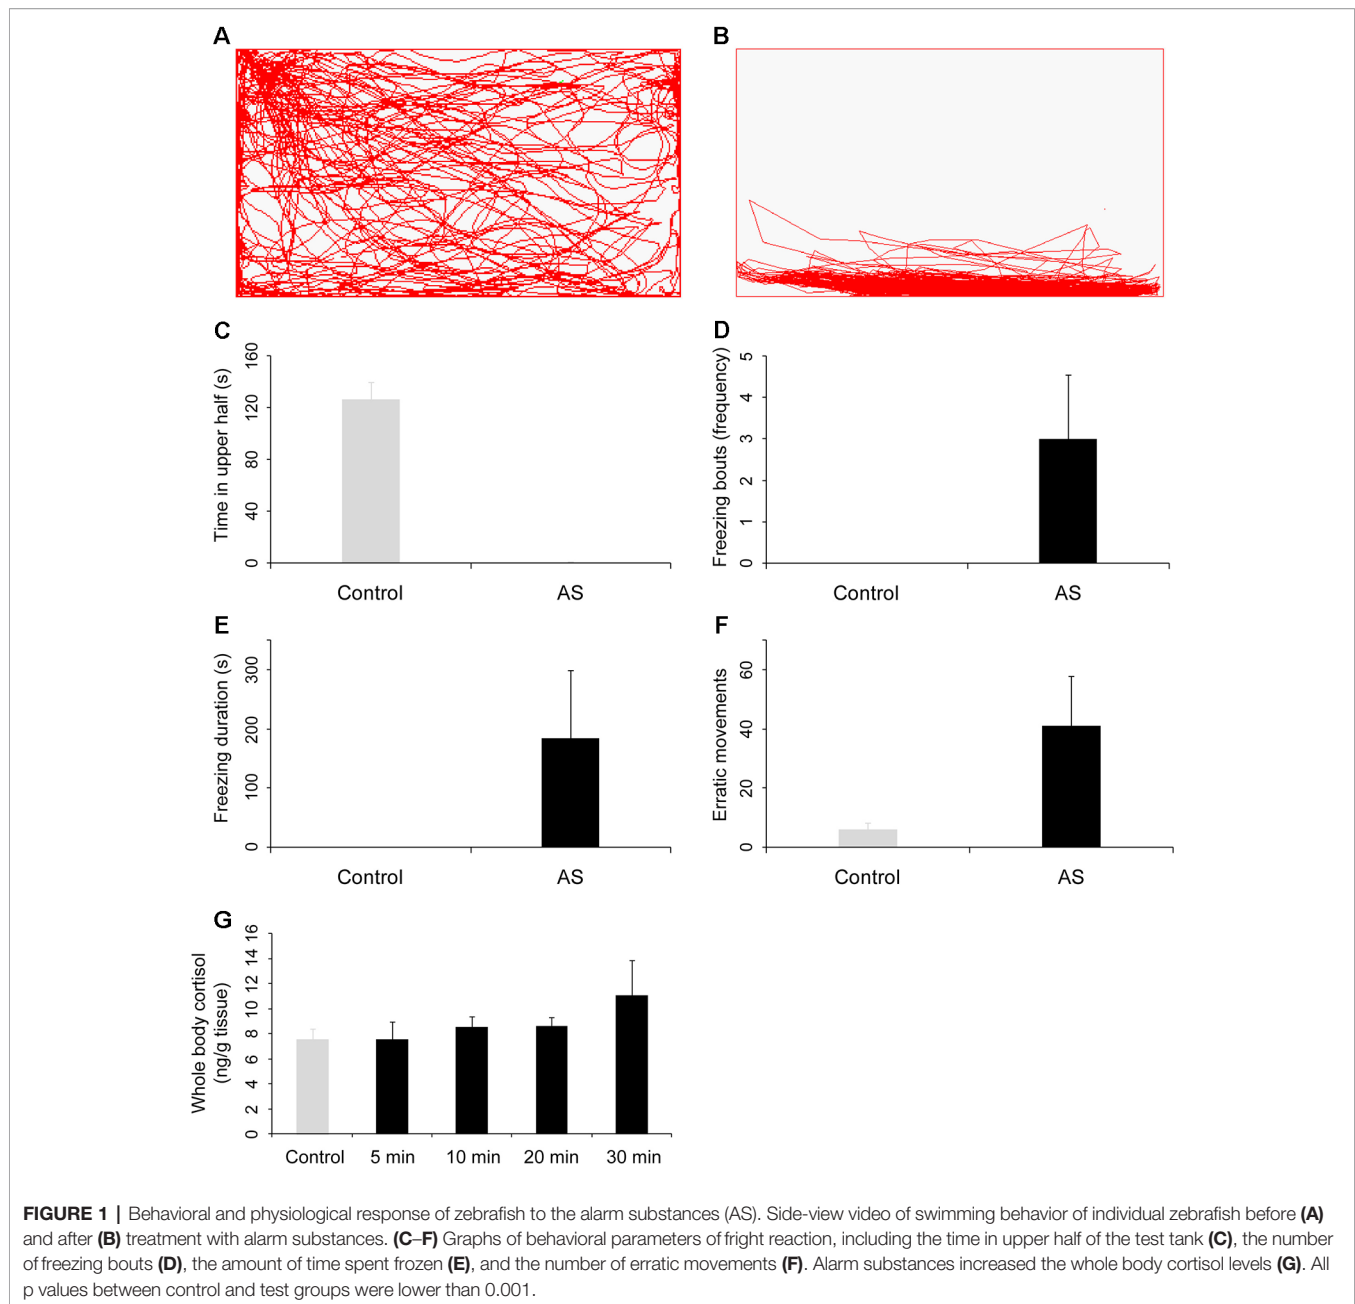 A
B
C
Time in upper half (s)
160
120
80
40
0
Control
AS
D
Freezing bouts (frequency)
5
4
3
2
1
0
Control
AS
E
Freezing duration (s)
300
200
100
0
Control
AS
F
Erratic movements
60
40
20
0
Control
AS
G
Whole body cortisol
(ng/g tissue)
16
14
12
10
8
6
4
2
0
Control
5 min
10 min
20 min
30 min
FIGURE 1 | Behavioral and physiological response of zebrafish to the alarm substances (AS). Side-view video of swimming behavior of individual zebrafish before (A)
and after (B) treatment with alarm substances. (C–F) Graphs of behavioral parameters of fright reaction, including the time in upper half of the test tank (C), the number
of freezing bouts (D), the amount of time spent frozen (E), and the number of erratic movements (F). Alarm substances increased the whole body cortisol levels (G). All
p values between control and test groups were lower than 0.001.